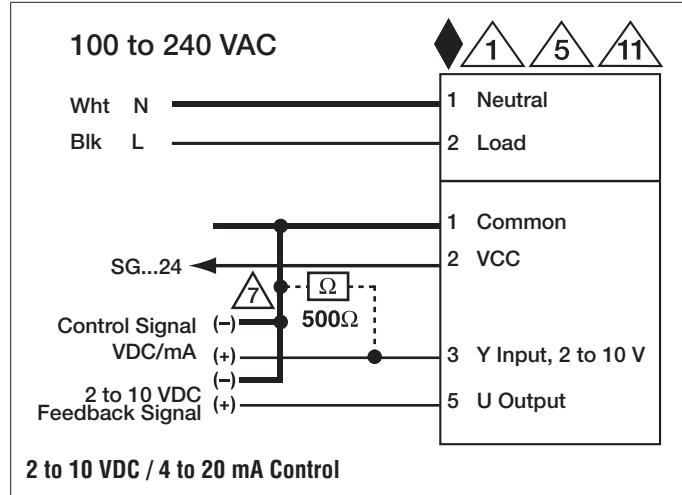 100 to 240 VAC
1 5 11
Wht N
1 Neutral
Blk L
2 Load
1 Common
SG...24
2 VCC
7
Ω
500Ω
Control Signal (–)
VDC/mA (+)
3 Y Input, 2 to 10 V
2 to 10 VDC (–)
Feedback Signal (+)
5 U Output
2 to 10 VDC / 4 to 20 mA Control